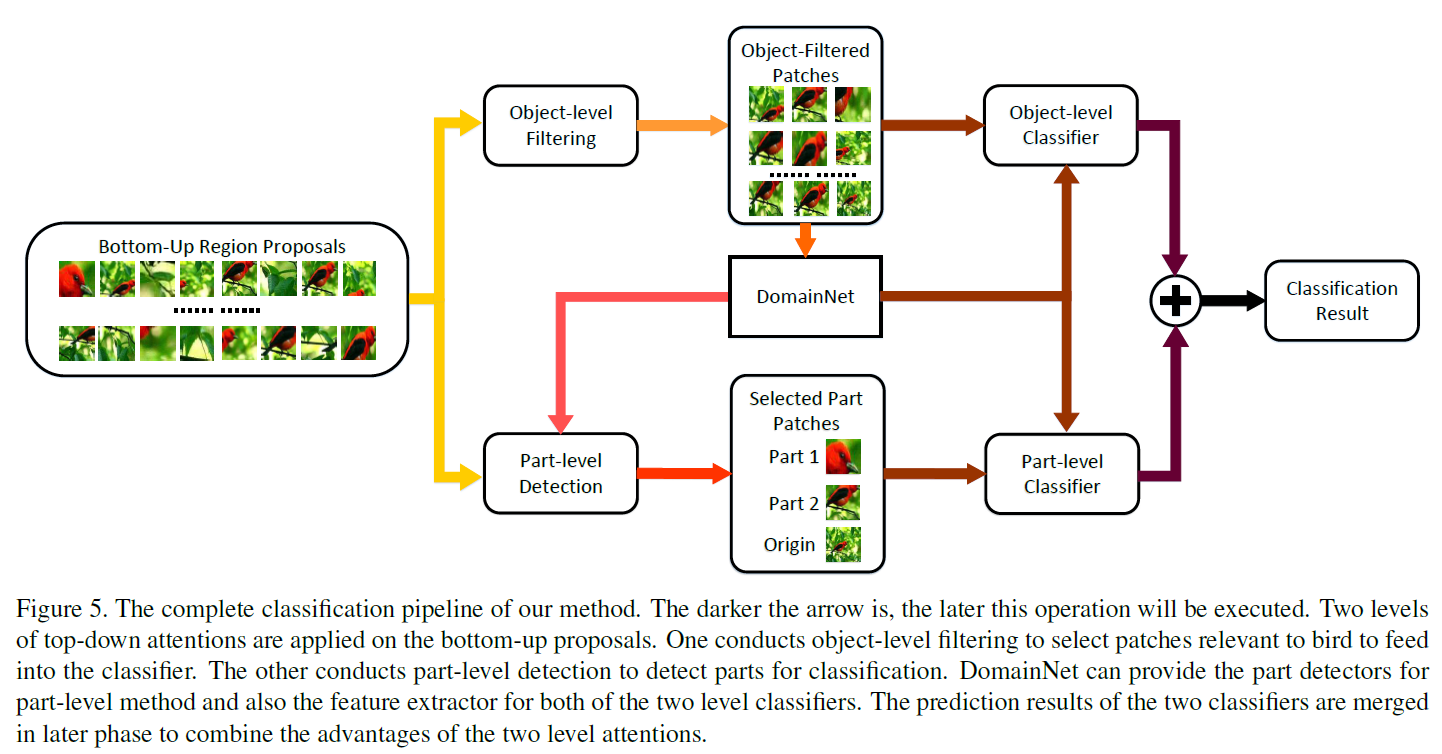 Object-Filtered
Patches
Object-level
Filtering
Object-level
Classifier
Bottom-Up Region Proposals
DomainNet
Classification
Result
Selected Part
Patches
Part 1
Part 2
Origin
Part-level
Detection
Part-level
Classifier
Figure 5. The complete classification pipeline of our method. The darker the arrow is, the later this operation will be executed. Two levels
of top-down attentions are applied on the bottom-up proposals. One conducts object-level filtering to select patches relevant to bird to feed
into the classifier. The other conducts part-level detection to detect parts for classification. DomainNet can provide the part detectors for
part-level method and also the feature extractor for both of the two level classifiers. The prediction results of the two classifiers are merged
in later phase to combine the advantages of the two level attentions.